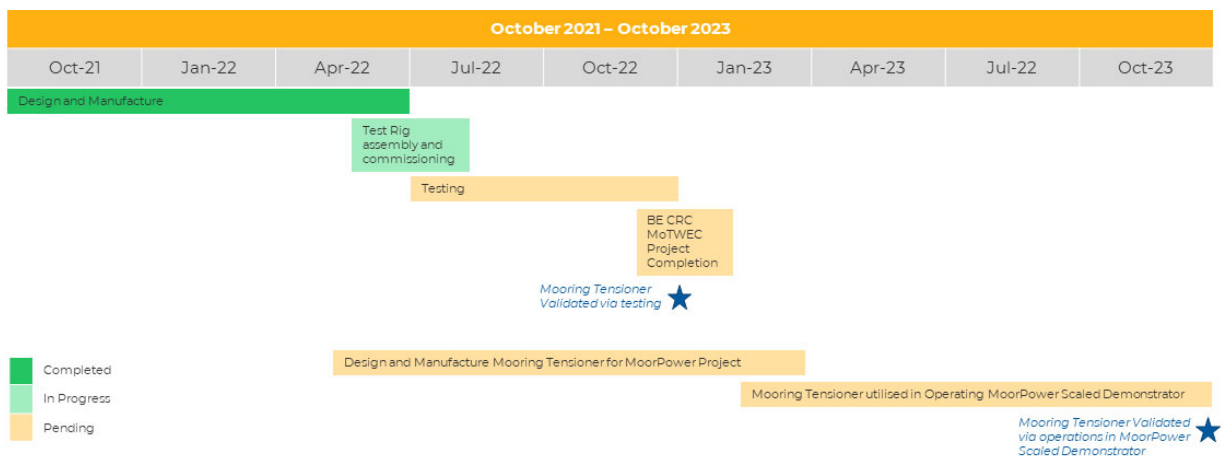 October 2021 – October 2023
Oct-21 Jan-22 Apr-22 Jul-22 Oct-22 Jan-23 Apr-23 Jul-22 Oct-23
Design and Manufacture
Test Rig
assembly and
commissioning
Testing
BE CRC
MoTWEC
Project
Completion
Mooring Tensioner
Validated via testing
Design and Manufacture Mooring Tensioner for MoorPower Project
Completed
In Progress
Mooring Tensioner utilised in Operating MoorPower Scaled Demonstrator
Pending
Mooring Tensioner Validated
via operations in MoorPower
Scaled Demonstrator